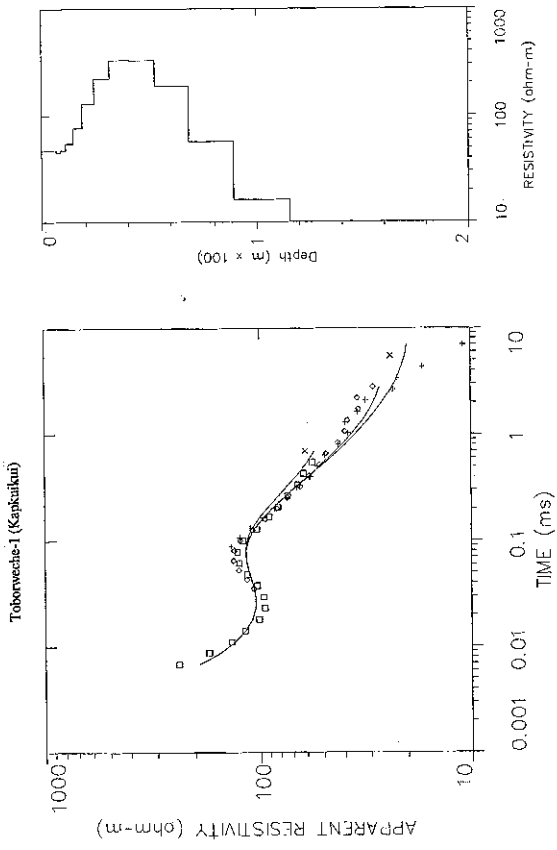 Toborweche-1 (Kapkuikui)
APPARENT RESISTIVITY (ohm-m)
1000
100
10
0.001
0.01
0.1
1
10
TIME (ms)
Depth (m x 100)
0
1
2
10
100
1000
RESISTIVITY (ohm-m)